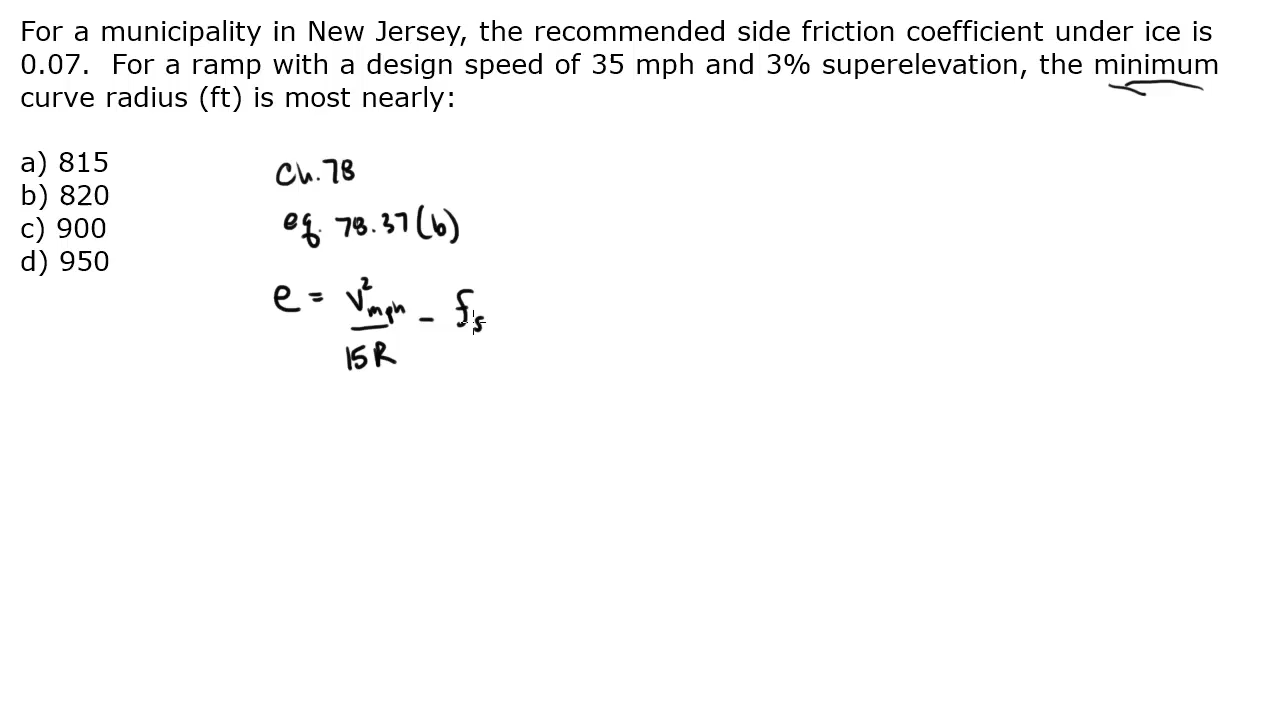 For a municipality in New Jersey, the recommended side friction coefficient under ice is
0.07.  For a ramp with a design speed of 35 mph and 3% superelevation, the minimum
curve radius (ft) is most nearly:
a) 815
b) 820
c) 900
d) 950
Ch. 78
eq. 78.37(b)
e = V²mph / 15R - fs